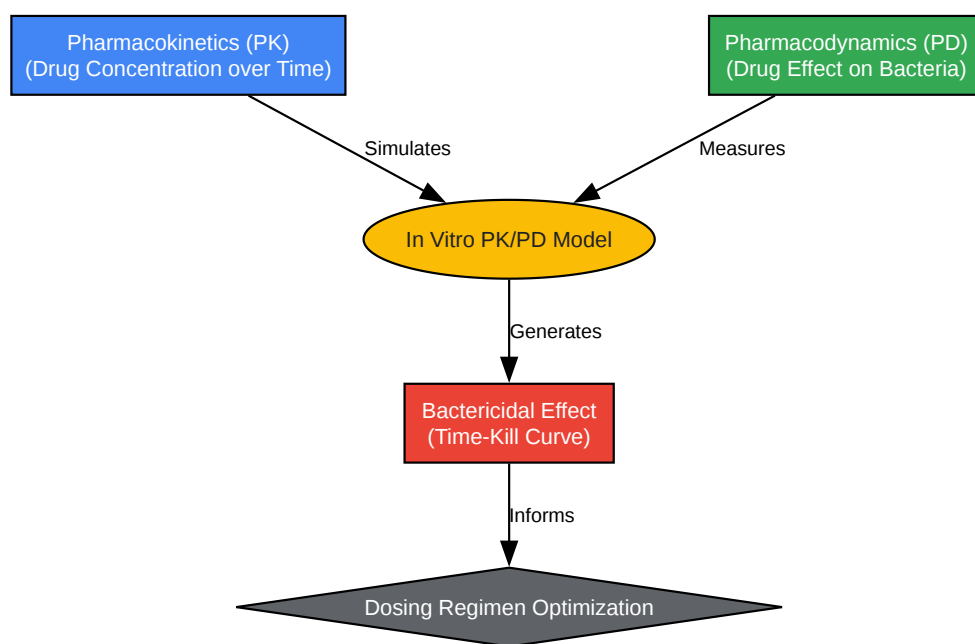 Pharmacokinetics (PK)
(Drug Concentration over Time)
Pharmacodynamics (PD)
(Drug Effect on Bacteria)
Simulates
Measures
In Vitro PK/PD Model
Generates
Bactericidal Effect
(Time-Kill Curve)
Informs
Dosing Regimen Optimization